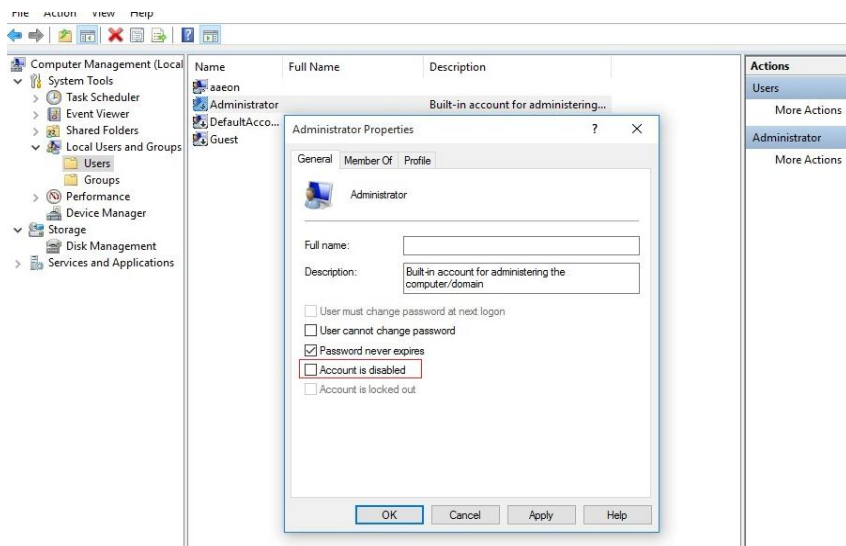 File Action View Help
Computer Management (Local
System Tools
Task Scheduler
Event Viewer
Shared Folders
Local Users and Groups
Users
Groups
Performance
Device Manager
Storage
Disk Management
Services and Applications
Name Full Name Description
aaeon
Administrator Built-in account for administering...
DefaultAcco...
Guest
Administrator Properties
General Member Of Profile
Administrator
Full name:
Description: Built-in account for administering the
computer/domain
User must change password at next logon
User cannot change password
Password never expires
Account is disabled
Account is locked out
OK Cancel Apply Help
Actions
Users
More Actions
Administrator
More Actions